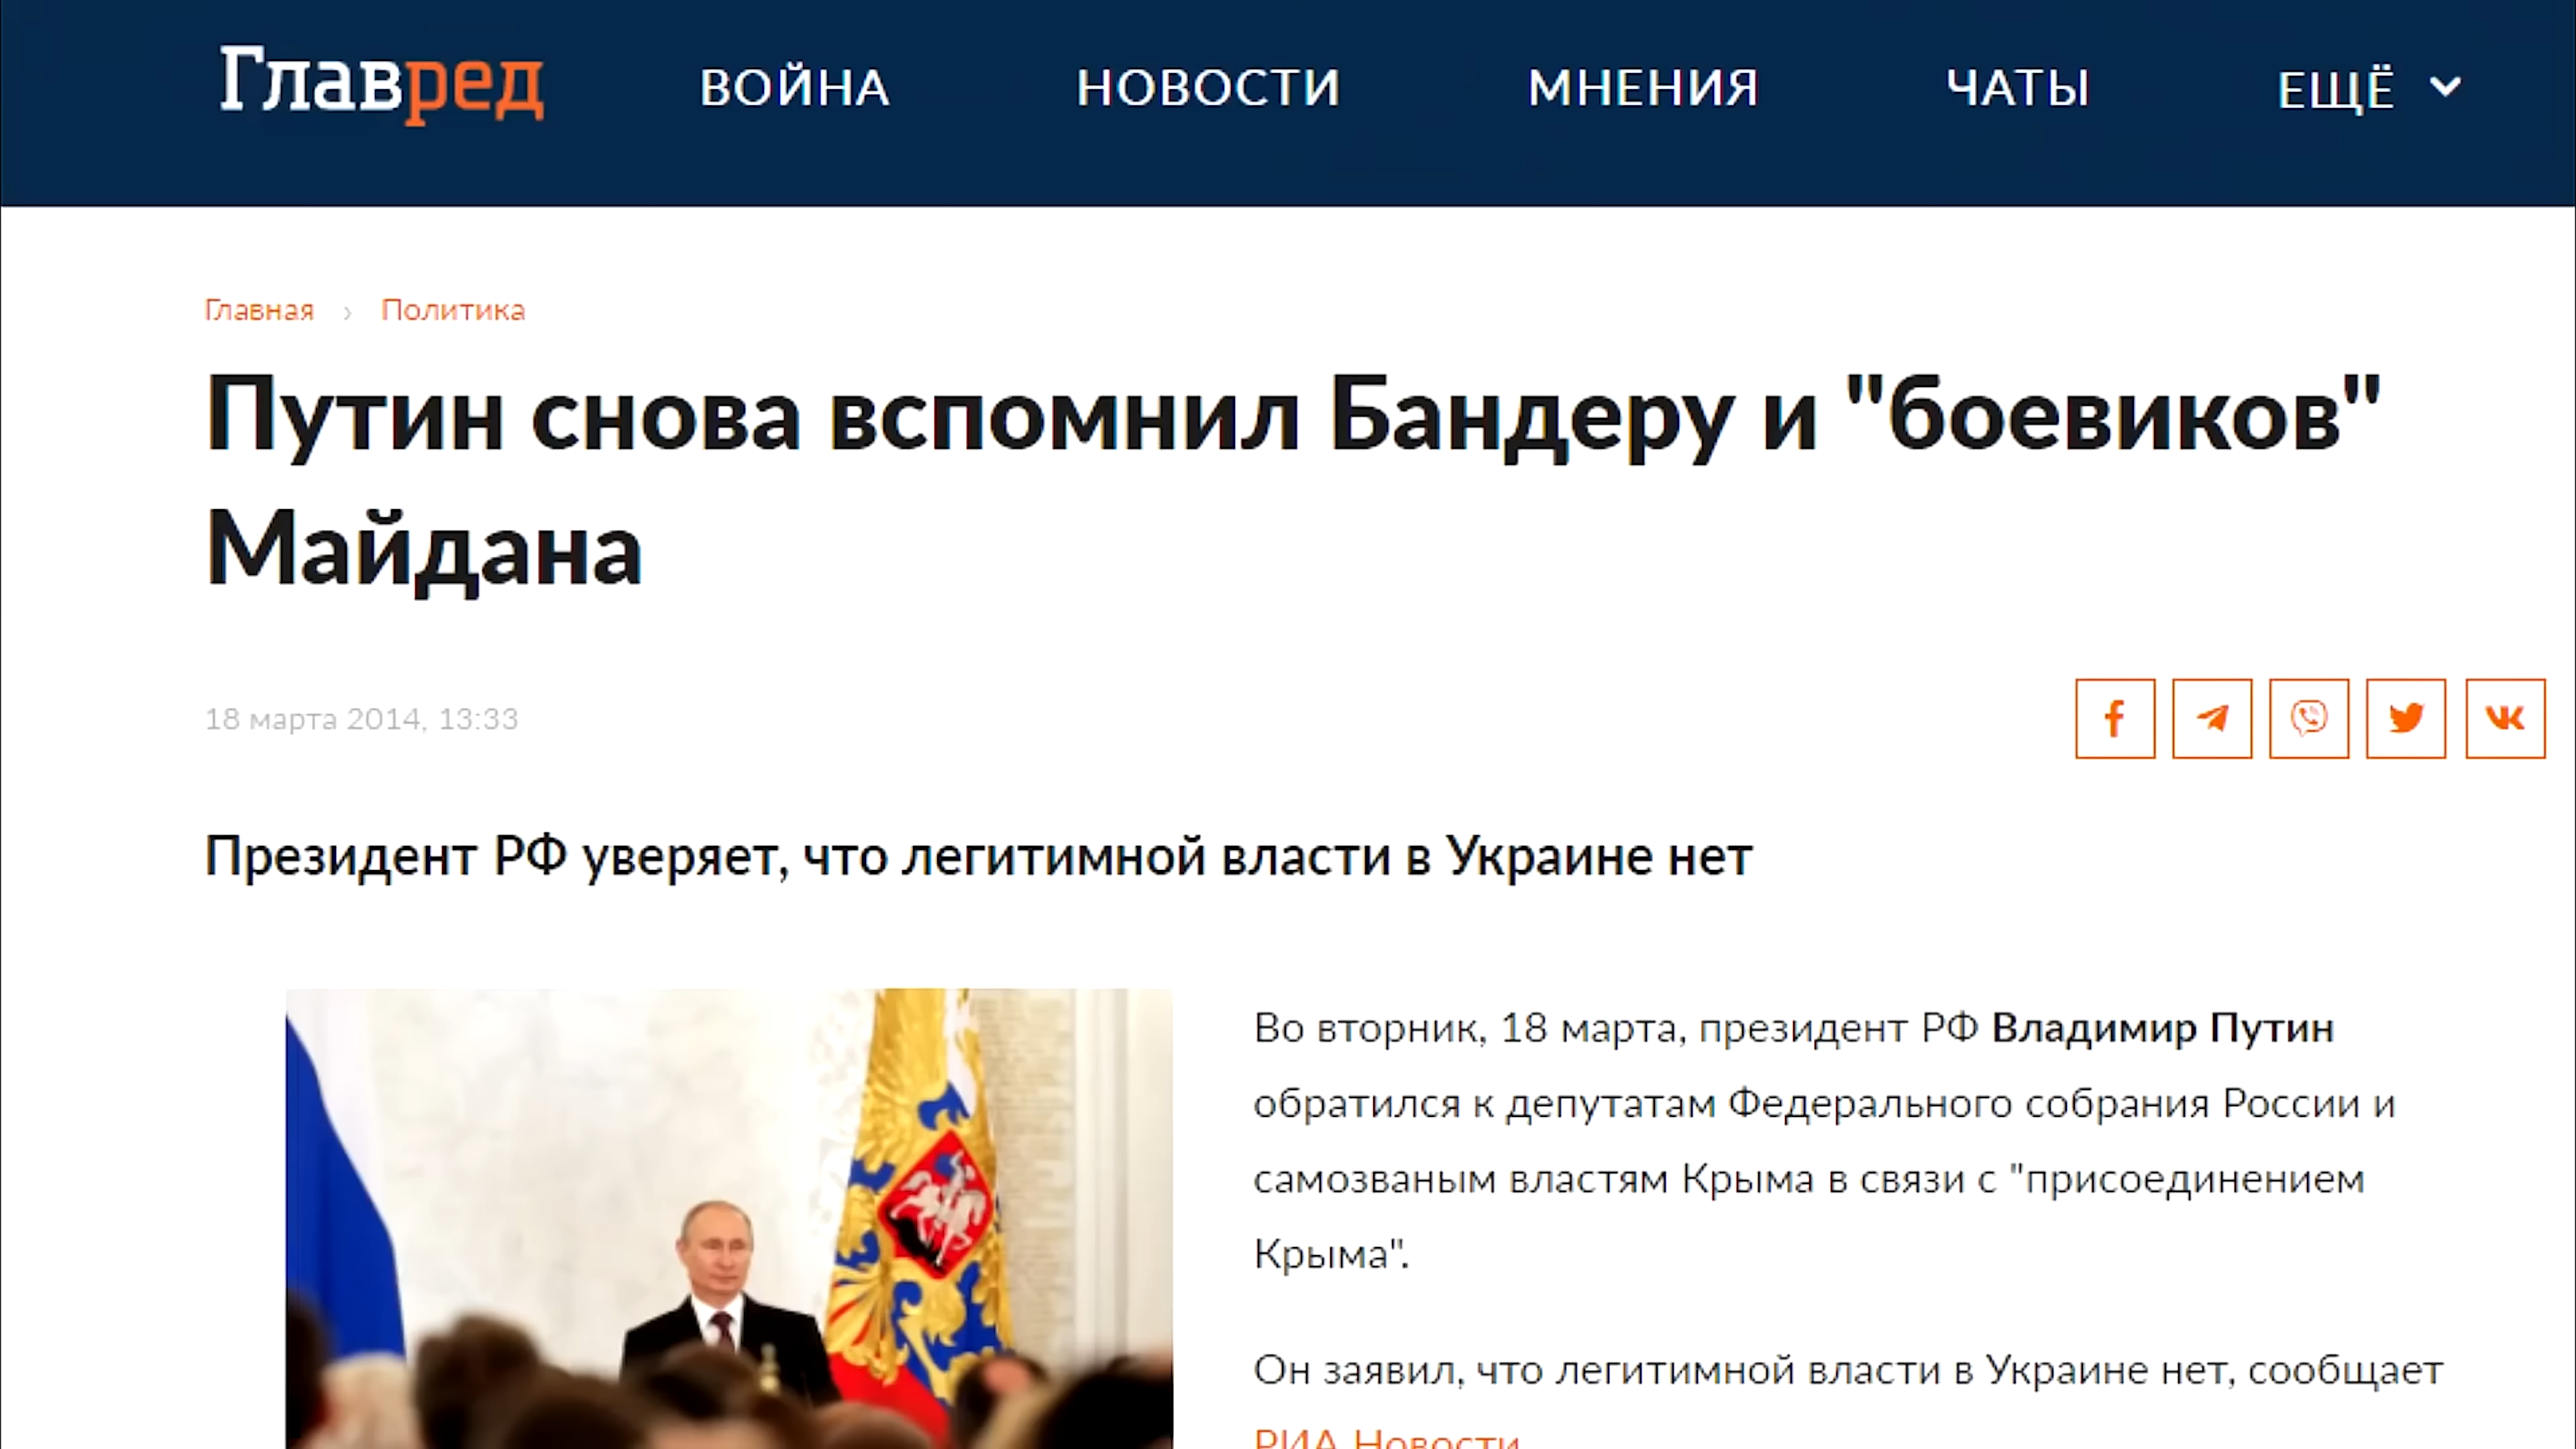 Главред ВОЙНА НОВОСТИ МНЕНИЯ ЧАТЫ ЕЩЁ
Главная › Политика
Путин снова вспомнил Бандеру и "боевиков"
Майдана
18 марта 2014, 13:33
Президент РФ уверяет, что легитимной власти в Украине нет
Во вторник, 18 марта, президент РФ Владимир Путин
обратился к депутатам Федерального собрания России и
самозваным властям Крыма в связи с "присоединением
Крыма".
Он заявил, что легитимной власти в Украине нет, сообщает
РИА Новости